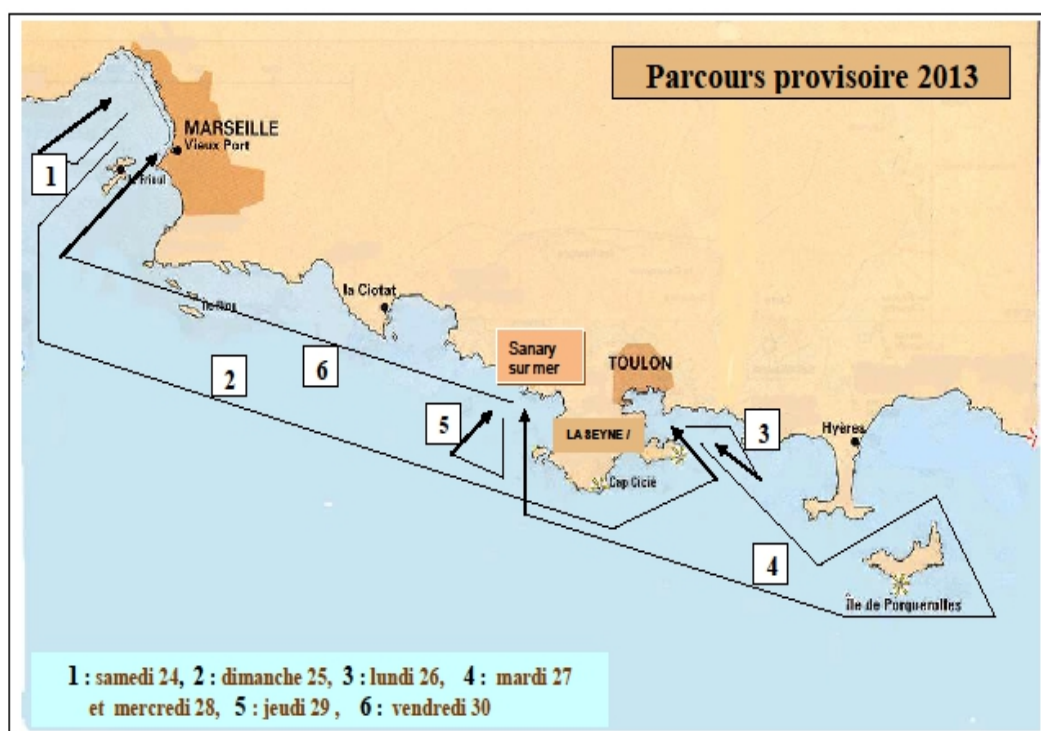 Parcours provisoire 2013
MARSEILLE
Vieux Port
1
le Frioul
la Ciotat
Ile Riou
Sanary
sur mer
TOULON
2
6
5
LA SEYNE /
3
Hyères
Cap Cicié
4
Île de Porquerolles
1 : samedi 24, 2 : dimanche 25, 3 : lundi 26, 4 : mardi 27
et mercredi 28, 5 : jeudi 29 , 6 : vendredi 30